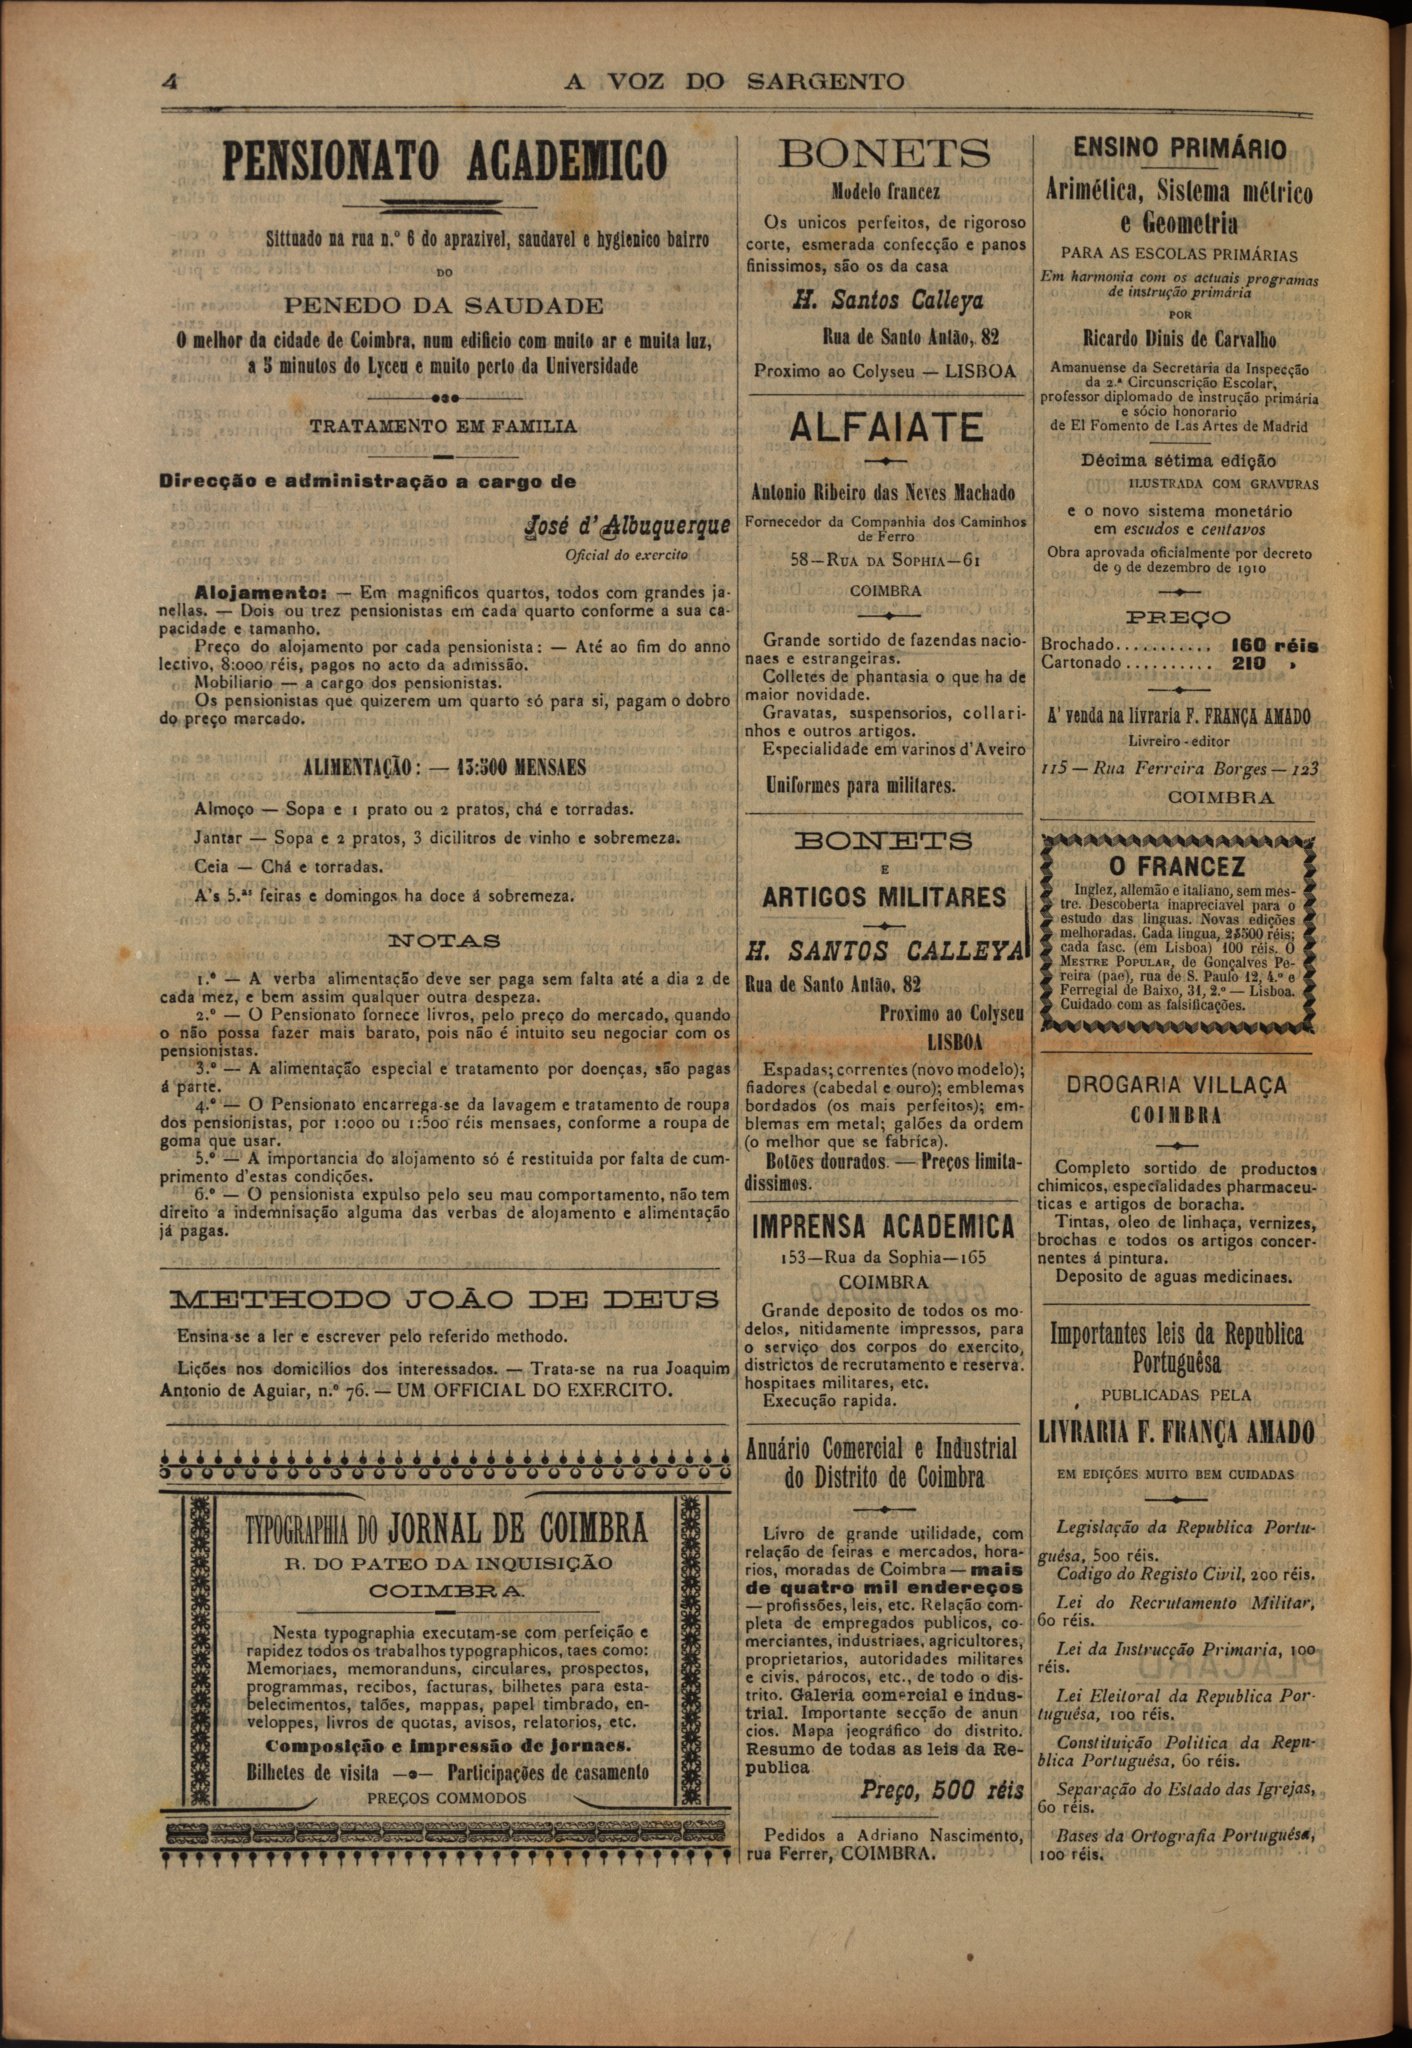 4
A VOZ DO SARGENTO
PENSIONATO ACADEMICO
Sittuado na rua n.º 6 do aprazivel, saudavel e hygienico bairro
DO
PENEDO DA SAUDADE
O melhor da cidade de Coimbra, num edificio com muito ar e muita luz,
a 5 minutos do Lyceu e muito perto da Universidade
TRATAMENTO EM FAMILIA
Direcção e administração a cargo de
José d'Albuquerque
Oficial do exercito
Alojamento: — Em magnificos quartos, todos com grandes ja-
nellas. — Dois ou trez pensionistas em cada quarto conforme a sua ca-
pacidade e tamanho.
Preço do alojamento por cada pensionista: — Até ao fim do anno
lectivo, 8:000 réis, pagos no acto da admissão.
Mobiliario — a cargo dos pensionistas.
Os pensionistas que quizerem um quarto só para si, pagam o dobro
do preço marcado.
ALIMENTAÇÃO: — 13:500 MENSAES
Almoço — Sopa e 1 prato ou 2 pratos, chá e torradas.
Jantar — Sopa e 2 pratos, 3 dicilitros de vinho e sobremeza.
Ceia — Chá e torradas.
A's 5.as feiras e domingos ha doce á sobremeza.
NOTAS
1.º — A verba alimentação deve ser paga sem falta até a dia 2 de
cada mez, e bem assim qualquer outra despeza.
2.º — O Pensionato fornece livros, pelo preço do mercado, quando
o não possa fazer mais barato, pois não é intuito seu negociar com os
pensionistas.
3.º — A alimentação especial e tratamento por doenças, são pagas
á parte.
4.º — O Pensionato encarrega-se da lavagem e tratamento de roupa
dos pensionistas, por 1:000 ou 1:500 réis mensaes, conforme a roupa de
goma que usar.
5.º — A importancia do alojamento só é restituida por falta de cum-
primento d'estas condições.
6.º — O pensionista expulso pelo seu mau comportamento, não tem
direito a indemnisação alguma das verbas de alojamento e alimentação
já pagas.
METHODO JOÃO DE DEUS
Ensina-se a ler e escrever pelo referido methodo.
Lições nos domicilios dos interessados. — Trata-se na rua Joaquim
Antonio de Aguiar, n.º 76. — UM OFFICIAL DO EXERCITO.
TYPOGRAPHIA DO JORNAL DE COIMBRA
R. DO PATEO DA INQUISIÇÃO
COIMBRA
Nesta typographia executam-se com perfeição e
rapidez todos os trabalhos typographicos, taes como:
Memoriaes, memoranduns, circulares, prospectos,
programmas, recibos, facturas, bilhetes para esta-
belecimentos, talões, mappas, papel timbrado, en-
veloppes, livros de quotas, avisos, relatorios, etc.
Composição e impressão de jornaes.
Bilhetes de visita —•— Participações de casamento
PREÇOS COMMODOS
BONETS
Modelo francez
Os unicos perfeitos, de rigoroso
corte, esmerada confecção e panos
finissimos, são os da casa
H. Santos Calleya
Rua de Santo Antão, 82
Proximo ao Colyseu — LISBOA
ALFAIATE
Antonio Ribeiro das Neves Machado
Fornecedor da Companhia dos Caminhos
de Ferro
58—RUA DA SOPHIA—61
COIMBRA
Grande sortido de fazendas nacio-
naes e estrangeiras.
Colletes de phantasia o que ha de
maior novidade.
Gravatas, suspensorios, collari-
nhos e outros artigos.
Especialidade em varinos d'Aveiro
Uniformes para militares.
BONETS
E
ARTIGOS MILITARES
H. SANTOS CALLEYA
Rua de Santo Antão, 82
Proximo ao Colyseu
LISBOA
Espadas; correntes (novo modelo);
fiadores (cabedal e ouro); emblemas
bordados (os mais perfeitos); em-
blemas em metal; galões da ordem
(o melhor que se fabrica).
Botões dourados. — Preços limita-
dissimos.
IMPRENSA ACADEMICA
153—Rua da Sophia—165
COIMBRA
Grande deposito de todos os mo-
delos, nitidamente impressos, para
o serviço dos corpos do exercito,
districtos de recrutamento e reserva.
hospitaes militares, etc.
Execução rapida.
Anuário Comercial e Industrial
do Distrito de Coimbra
Livro de grande utilidade, com
relação de feiras e mercados, hora-
rios, moradas de Coimbra — mais
de quatro mil endereços
— profissões, leis, etc. Relação com-
pleta de empregados publicos, co-
merciantes, industriaes, agricultores,
proprietarios, autoridades militares
e civis, párocos, etc., de todo o dis-
trito. Galeria comercial e indus-
trial. Importante secção de anun
cios. Mapa jeográfico do distrito.
Resumo de todas as leis da Re-
publica
Preço, 500 réis
Pedidos a Adriano Nascimento,
rua Ferrer, COIMBRA.
ENSINO PRIMÁRIO
Arimética, Sistema métrico
e Geometria
PARA AS ESCOLAS PRIMÁRIAS
Em harmonia com os actuais programas
de instrução primária
POR
Ricardo Dinis de Carvalho
Amanuense da Secretaria da Inspecção
da 2.ª Circunscrição Escolar,
professor diplomado de instrução primária
e sócio honorario
de El Fomento de Las Artes de Madrid
Décima sétima edição
ILUSTRADA COM GRAVURAS
e o novo sistema monetário
em escudos e centavos
Obra aprovada oficialmente por decreto
de 9 de dezembro de 1910
PREÇO
Brochado........... 160 réis
Cartonado.......... 210 »
A' venda na livraria F. FRANÇA AMADO
Livreiro-editor
115 — Rua Ferreira Borges — 123
COIMBRA
O FRANCEZ
Inglez, allemão e italiano, sem mes-
tre. Descoberta inapreciavel para o
estudo das linguas. Novas edições
melhoradas. Cada lingua, 2$500 réis;
cada fasc. (em Lisboa) 100 réis. O
MESTRE POPULAR, de Gonçalves Pe-
reira (pae), rua de S. Paulo 12, 4.º e
Ferregial de Baixo, 31, 2.º — Lisboa.
Cuidado com as falsificações.
DROGARIA VILLAÇA
COIMBRA
Completo sortido de productos
chimicos, especialidades pharmaceu-
ticas e artigos de boracha.
Tintas, oleo de linhaça, vernizes,
brochas e todos os artigos concer-
nentes á pintura.
Deposito de aguas medicinaes.
Importantes leis da Republica
Portuguêsa
PUBLICADAS PELA
LIVRARIA F. FRANÇA AMADO
EM EDIÇÕES MUITO BEM CUIDADAS
Legislação da Republica Portu-
guêsa, 500 réis.
Codigo do Registo Civil, 200 réis.
Lei do Recrutamento Militar,
60 réis.
Lei da Instrucção Primaria, 100
réis.
Lei Eleitoral da Republica Por-
tuguêsa, 100 réis.
Constituição Politica da Repu-
blica Portuguêsa, 60 réis.
Separação do Estado das Igrejas,
60 réis.
Bases da Ortografia Portuguêsa,
100 réis.